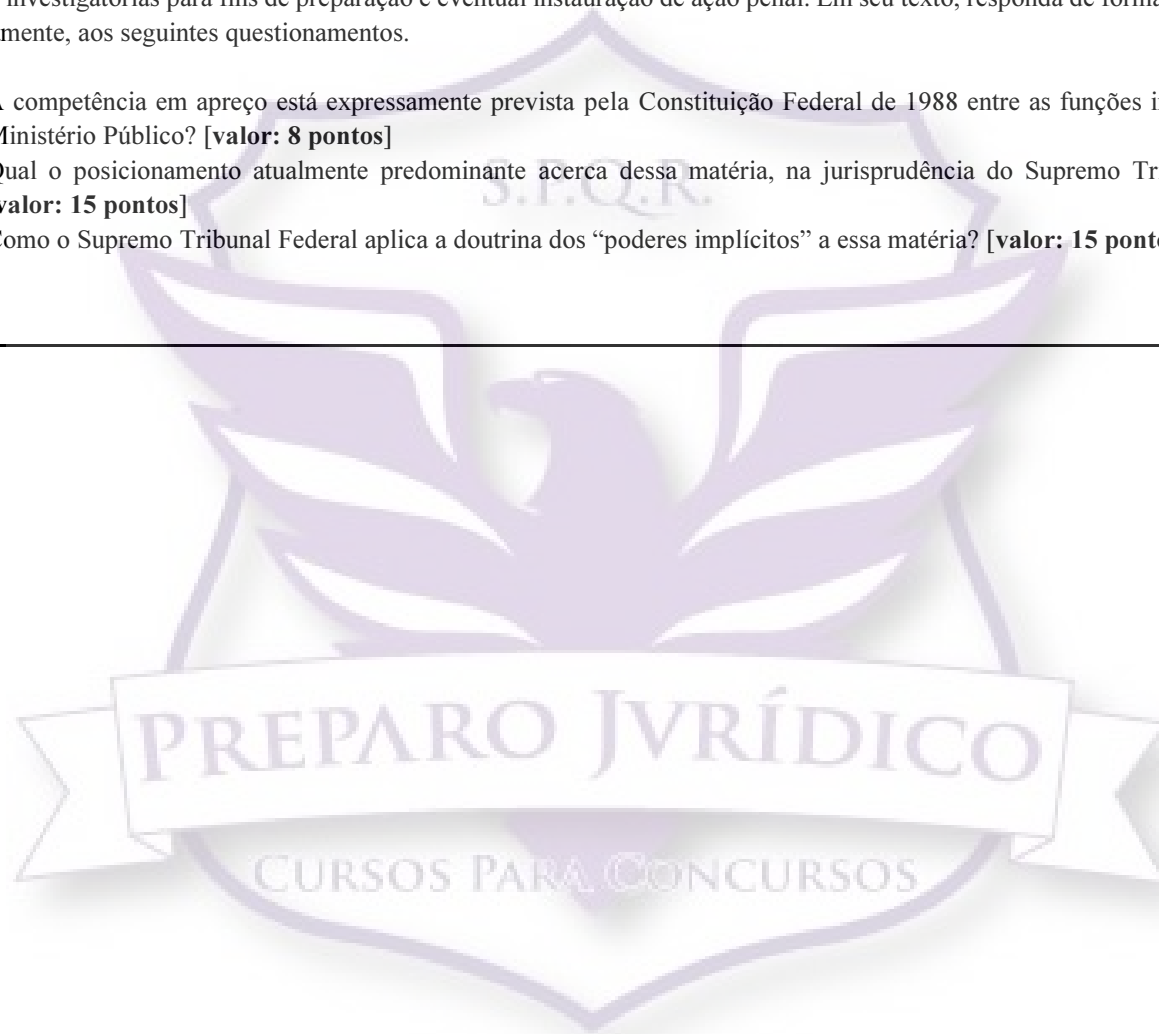 investigatórias para fins de preparação e eventual instauração de ação penal. Em seu texto, responda de forma
mente, aos seguintes questionamentos.
A competência em apreço está expressamente prevista pela Constituição Federal de 1988 entre as funções i
Ministério Público? [valor: 8 pontos]
Qual o posicionamento atualmente predominante acerca dessa matéria, na jurisprudência do Supremo Tr
valor: 15 pontos]
Como o Supremo Tribunal Federal aplica a doutrina dos “poderes implícitos” a essa matéria? [valor: 15 ponto
S.P.Q.R.
PREPARO JVRÍDICO
CURSOS PARA CONCURSOS